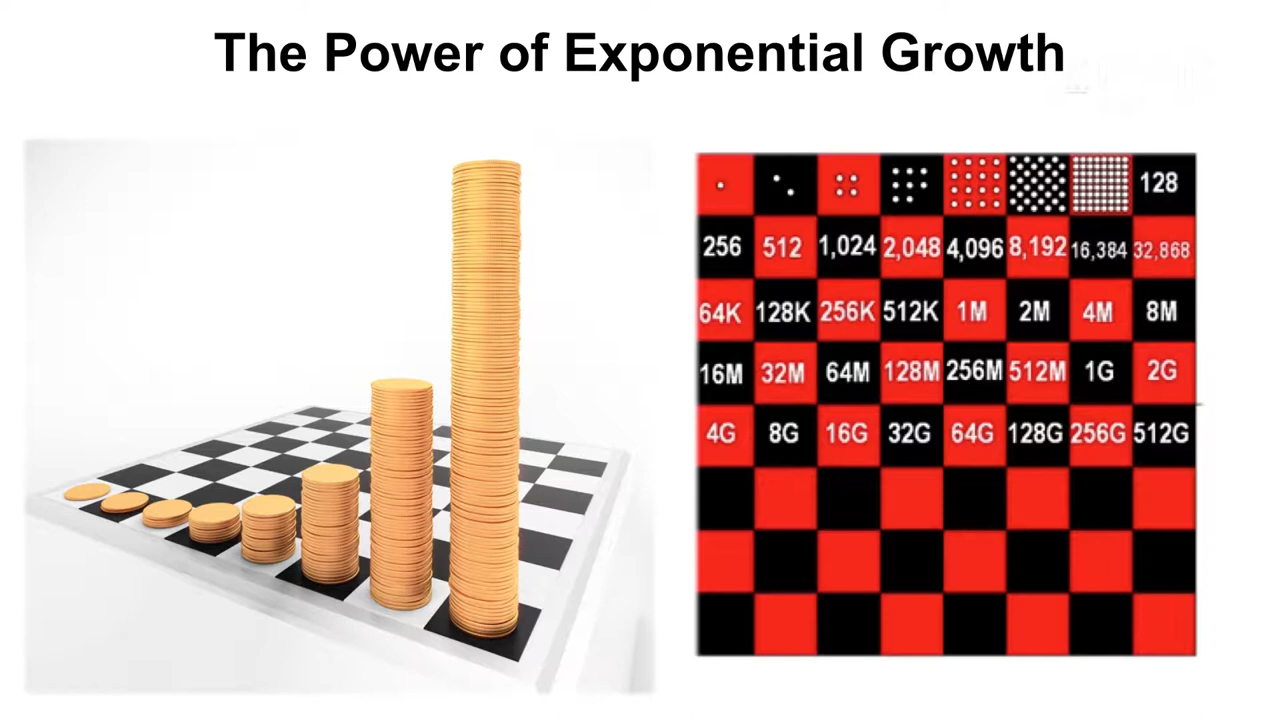 The Power of Exponential Growth
128
256 512 1,024 2,048 4,096 8,192 16,384 32,868
64K 128K 256K 512K 1M 2M 4M 8M
16M 32M 64M 128M 256M 512M 1G 2G
4G 8G 16G 32G 64G 128G 256G 512G